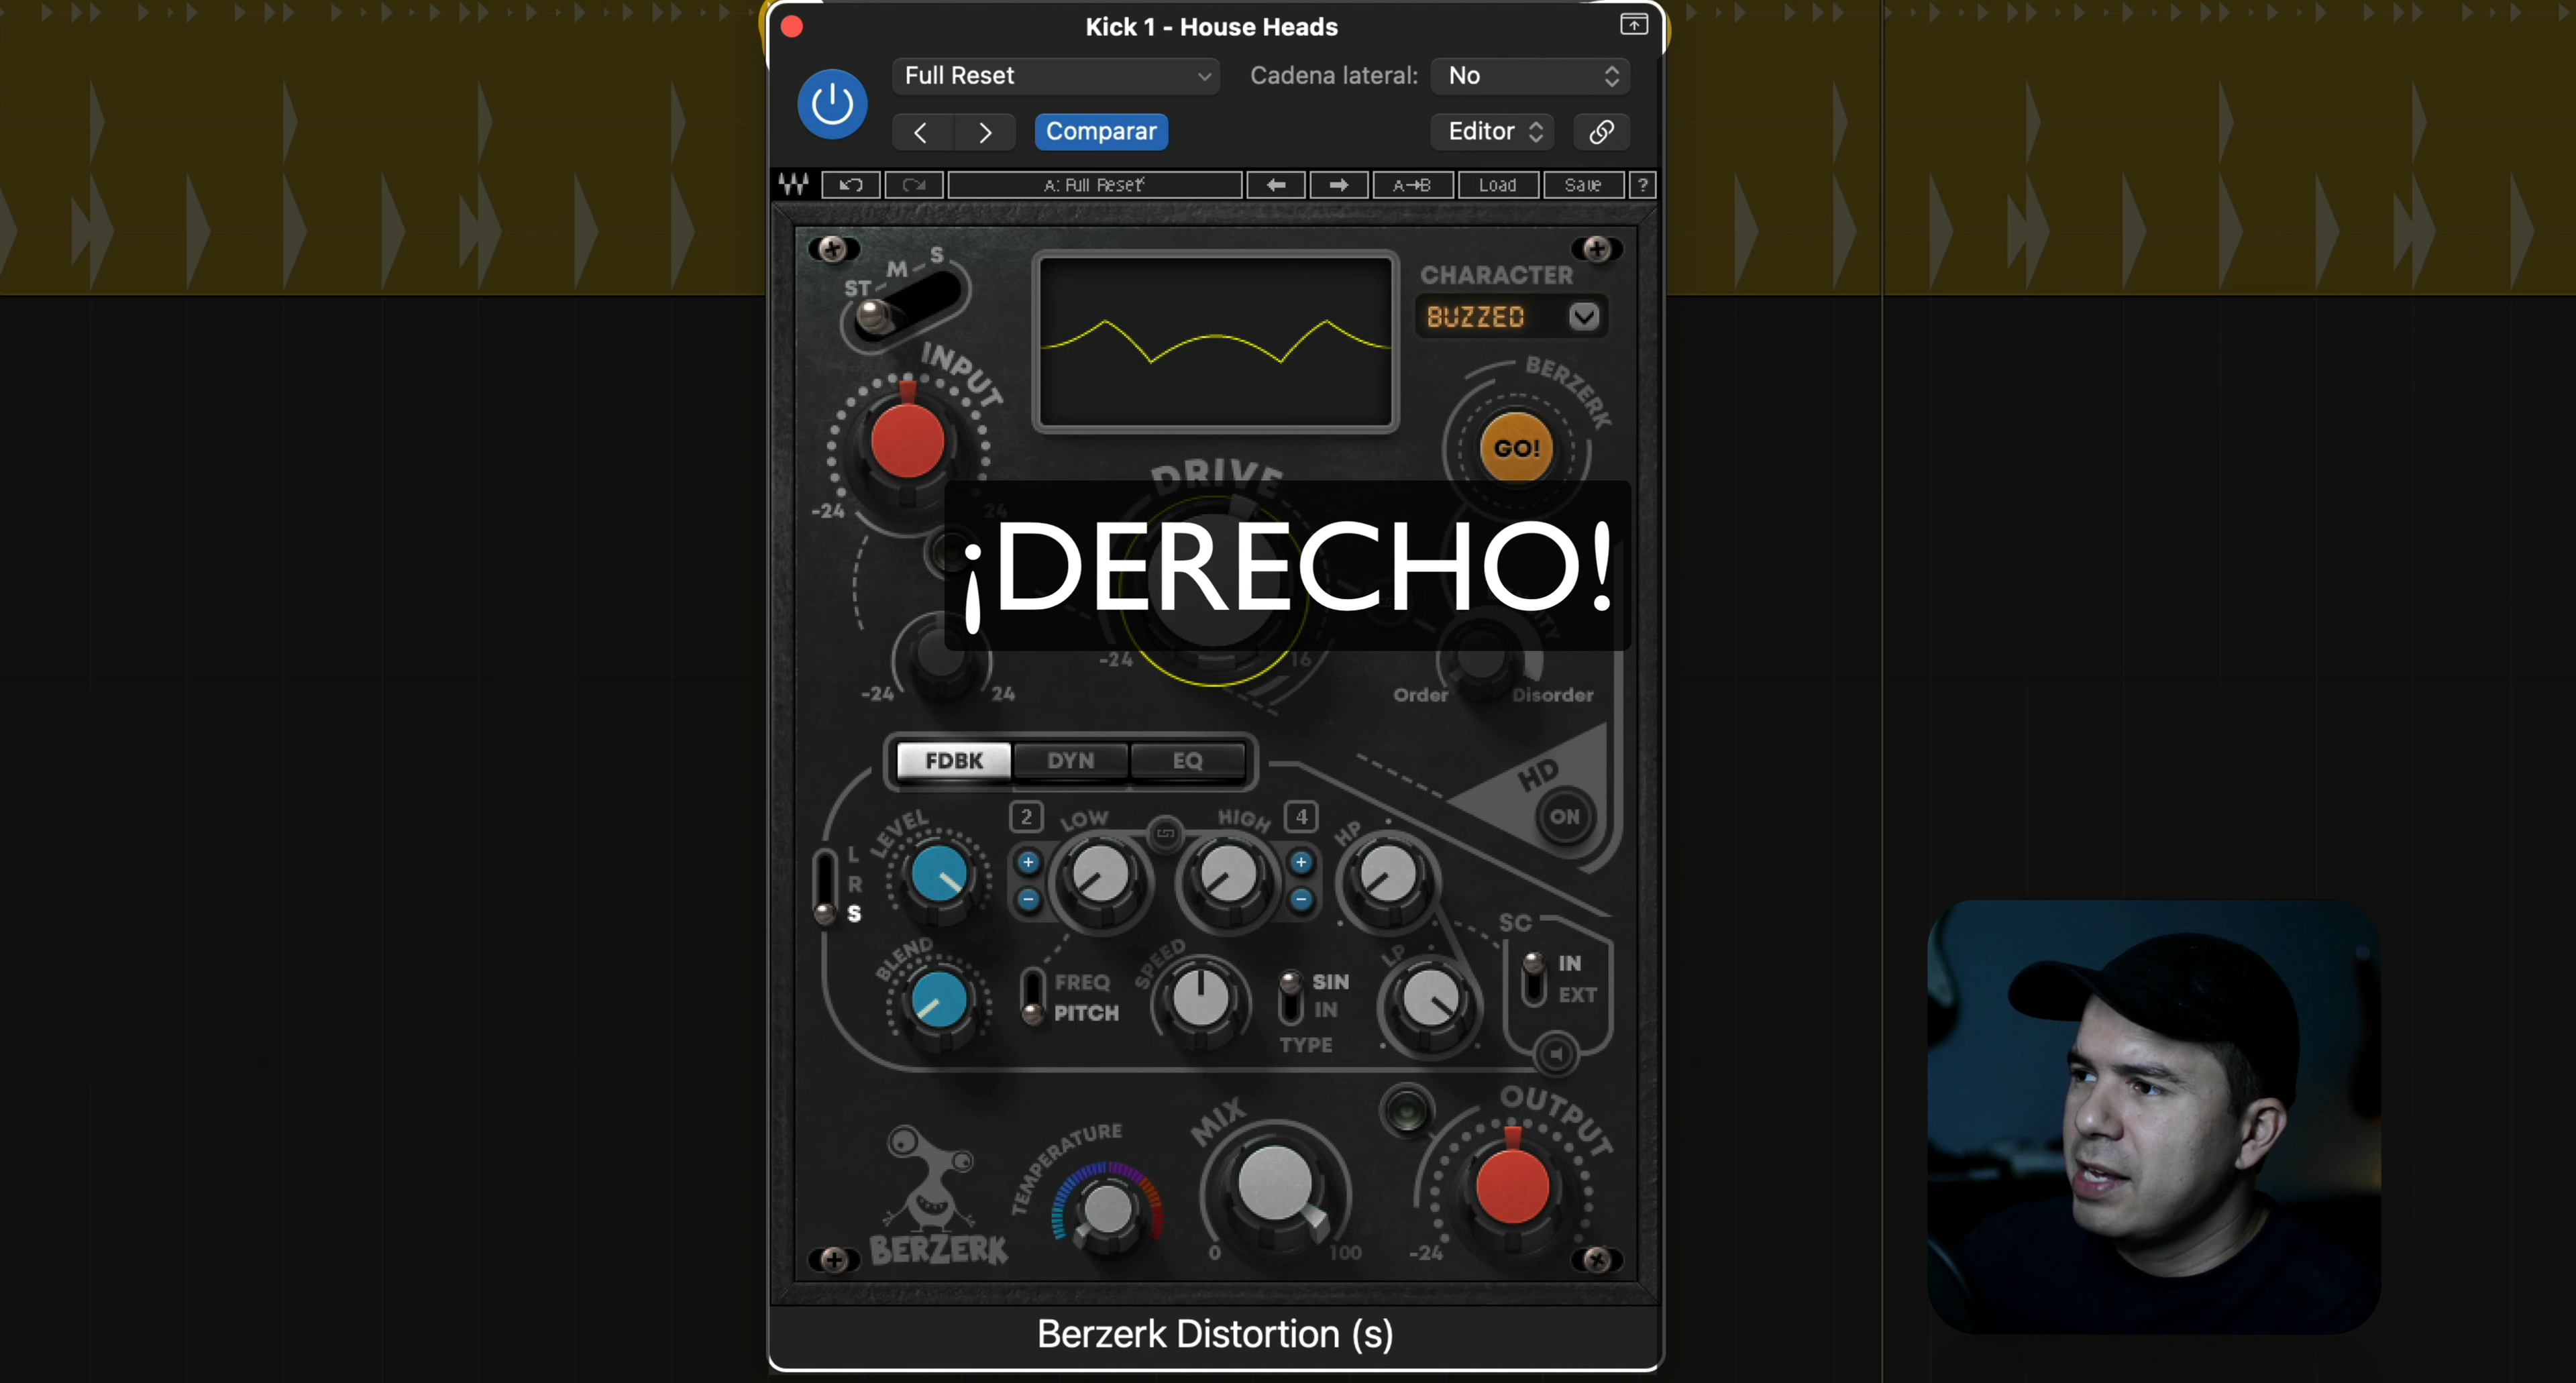 Kick 1 - House Heads
Full Reset
Cadena lateral:
No
Comparar
Editor
A: Full Reset*
A→B
Load
Save
?
ST
M
S
CHARACTER
BUZZED
INPUT
-24
24
BERZERK
GO!
DRIVE
¡DERECHO!
-24
16
-24
24
Order
Disorder
FDBK
DYN
EQ
HD
ON
LEVEL
2
LOW
HIGH
4
HP
L
R
S
+
+
−
−
SC
BLEND
FREQ
PITCH
SPEED
SIN
IN
TYPE
LP
IN
EXT
BERZERK
TEMPERATURE
MIX
0
100
OUTPUT
-24
Berzerk Distortion (s)